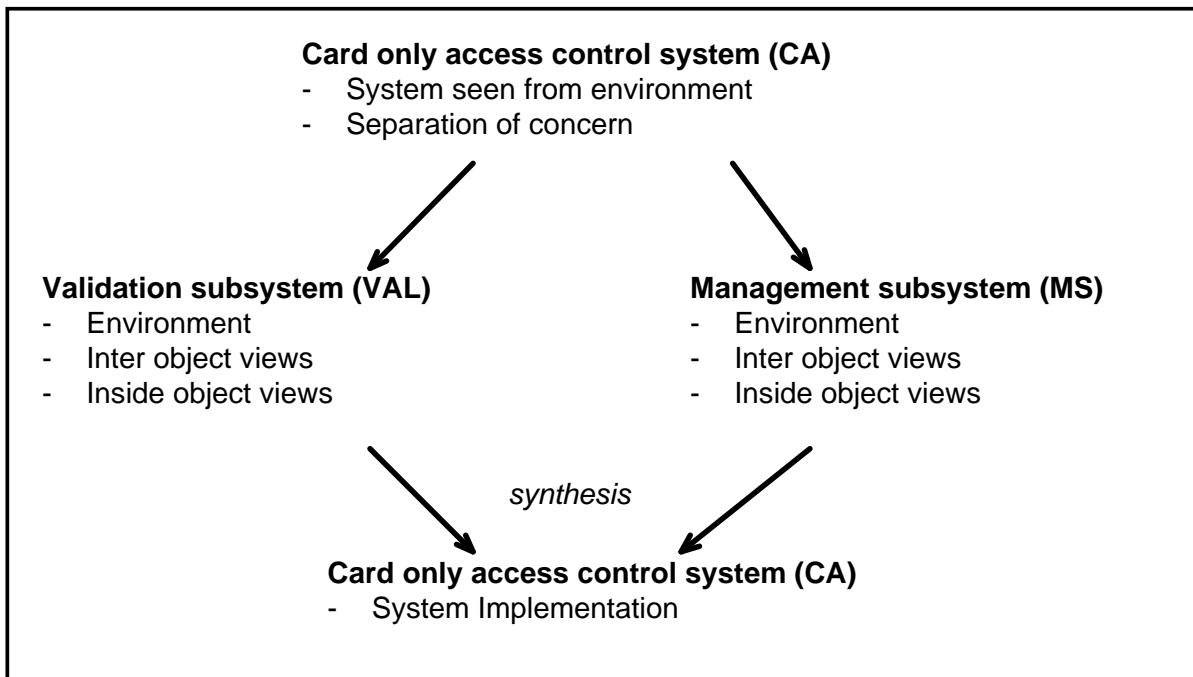 Card only access control system (CA)
- System seen from environment
- Separation of concern
Validation subsystem (VAL)
- Environment
- Inter object views
- Inside object views
Management subsystem (MS)
- Environment
- Inter object views
- Inside object views
synthesis
Card only access control system (CA)
- System Implementation